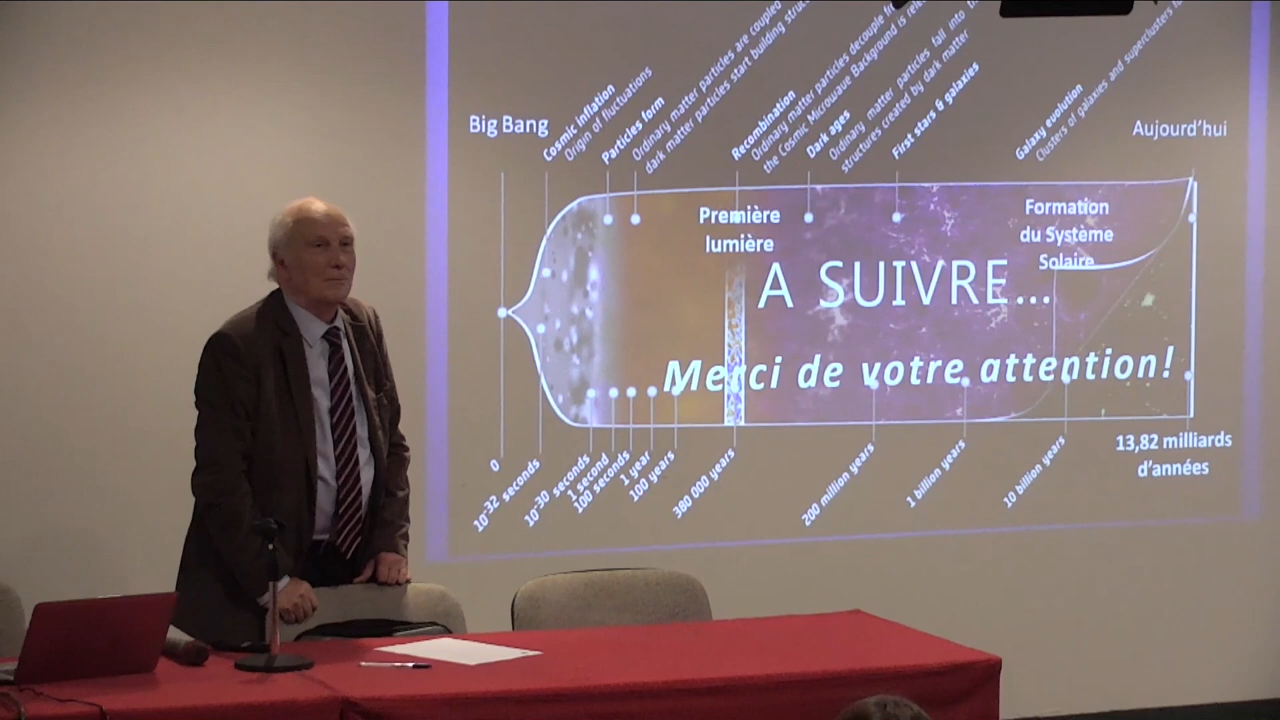 Big Bang
Cosmic inflation
Origin of fluctuations
Particles form
Ordinary matter particles are coupled
dark matter particles start building
Recombination
Ordinary matter particles decouple
the Cosmic Microwave Background is
Dark ages
Ordinary matter particles fall into
structures created by dark matter
First stars & galaxies
Galaxy evolution
Clusters of galaxies and superclusters
Aujourd'hui
Première
lumière
Formation
du Système
Solaire
A SUIVRE...
Merci de votre attention!
0
10⁻³² seconds
10⁻³⁰ seconds
1 second
100 seconds
1 year
100 years
380 000 years
200 million years
1 billion years
10 billion years
13,82 milliards
d'années